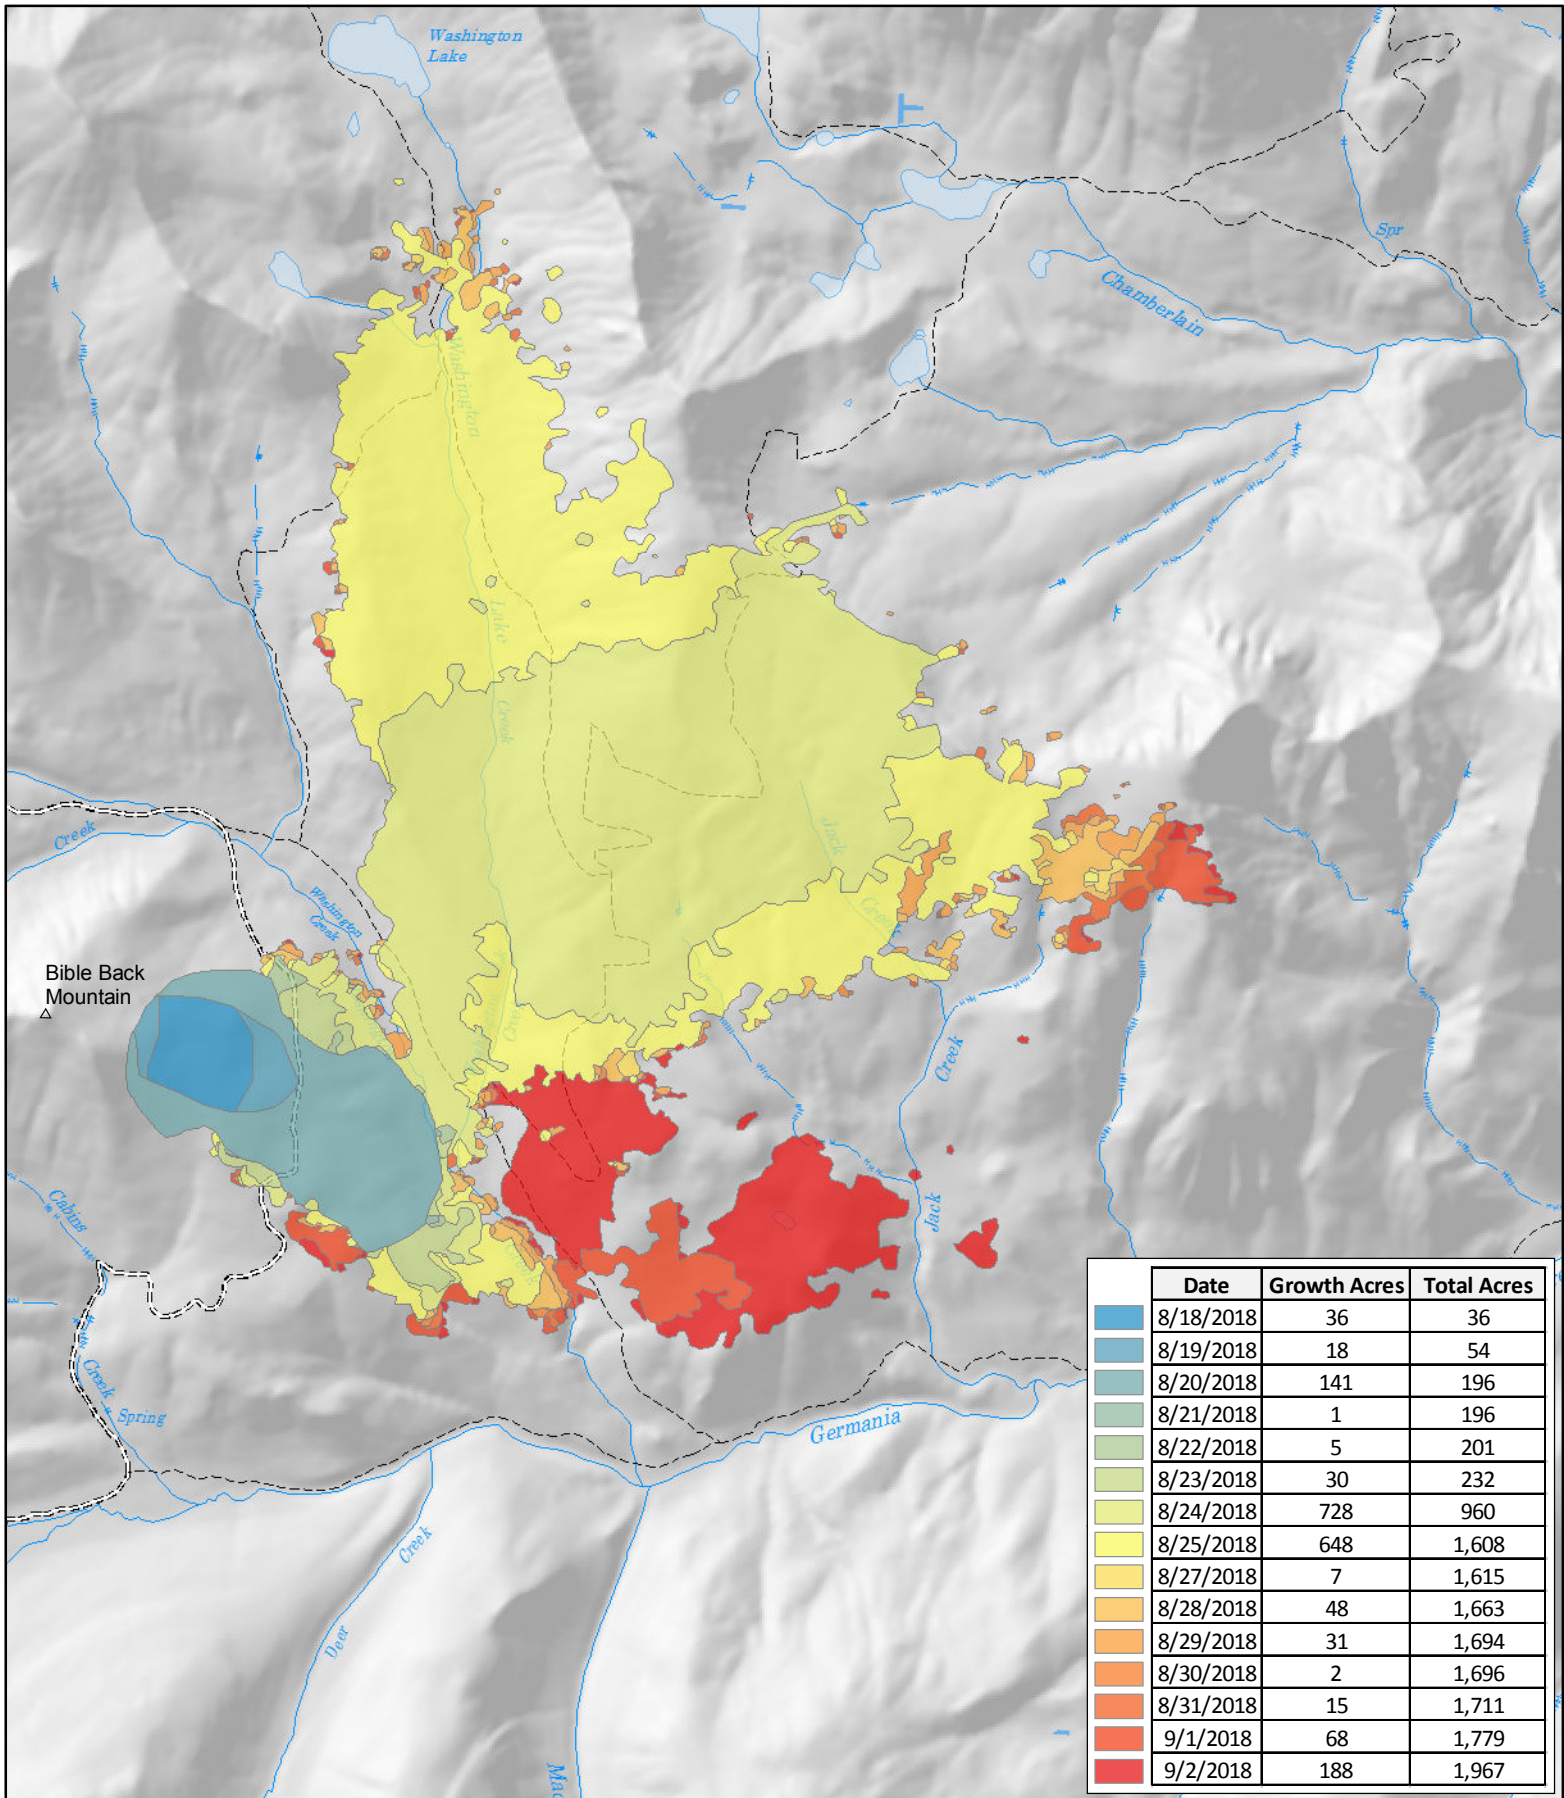 Washington
Lake
Spr
Chamberlain
Washington
Lake
Creek
Jack
Creek
Creek
Washington
Creek
Bible Back
Mountain
Creek
Creek
Jack
Cabins
Creek
Creek
Spring
Germania
Creek
Deer
Mac
Date Growth Acres Total Acres
8/18/2018 36 36
8/19/2018 18 54
8/20/2018 141 196
8/21/2018 1 196
8/22/2018 5 201
8/23/2018 30 232
8/24/2018 728 960
8/25/2018 648 1,608
8/27/2018 7 1,615
8/28/2018 48 1,663
8/29/2018 31 1,694
8/30/2018 2 1,696
8/31/2018 15 1,711
9/1/2018 68 1,779
9/2/2018 188 1,967